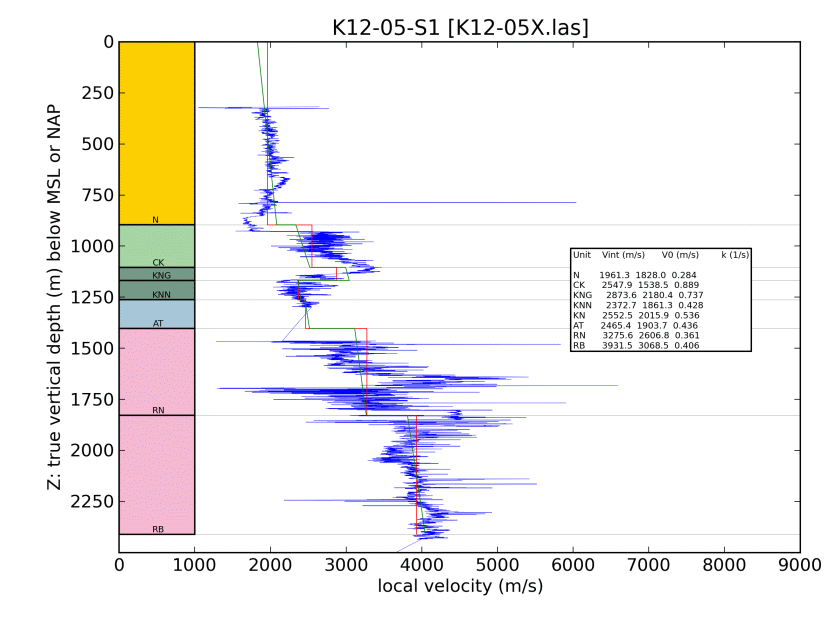 K12-05-S1 [K12-05X.las]
Z: true vertical depth (m) below MSL or NAP
0
250
500
750
1000
1250
1500
1750
2000
2250
N
CK
KNG
KNN
AT
RN
RB
Unit Vint (m/s) V0 (m/s) k (1/s)
N 1961.3 1828.0 0.284
CK 2547.9 1538.5 0.889
KNG 2873.6 2180.4 0.737
KNN 2372.7 1861.3 0.428
KN 2552.5 2015.9 0.536
AT 2465.4 1903.7 0.436
RN 3275.6 2606.8 0.361
RB 3931.5 3068.5 0.406
0 1000 2000 3000 4000 5000 6000 7000 8000 9000
local velocity (m/s)